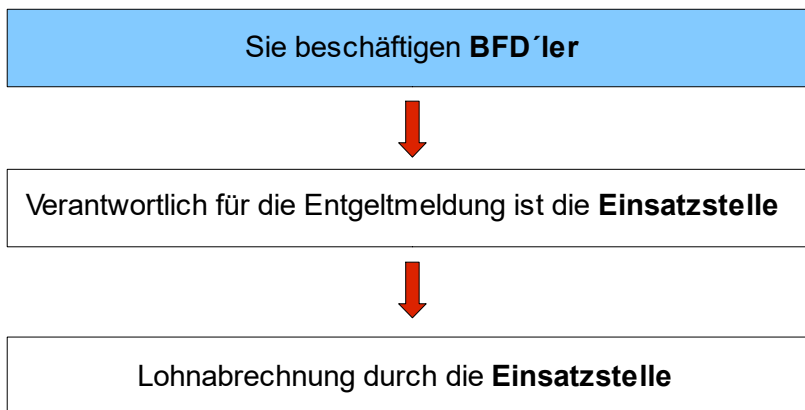 Sie beschäftigen BFD´ler
Verantwortlich für die Entgeltmeldung ist die Einsatzstelle
Lohnabrechnung durch die Einsatzstelle